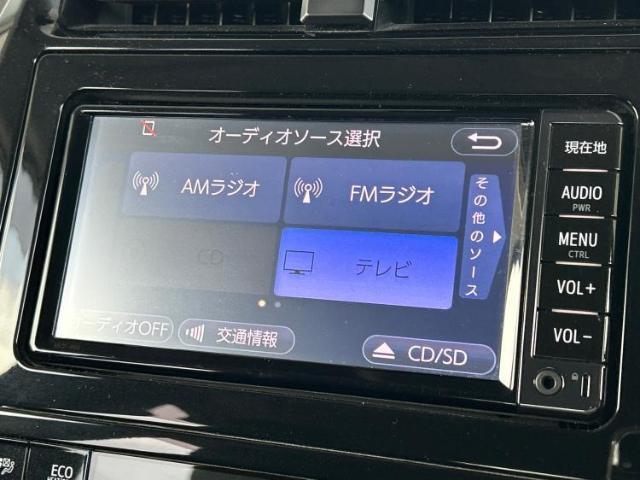 オーディオソース選択
AMラジオ
FMラジオ
CD
テレビ
その他のソース
オーディオOFF
交通情報
CD/SD
現在地
AUDIO
PWR
MENU
CTRL
VOL+
VOL-
ECO